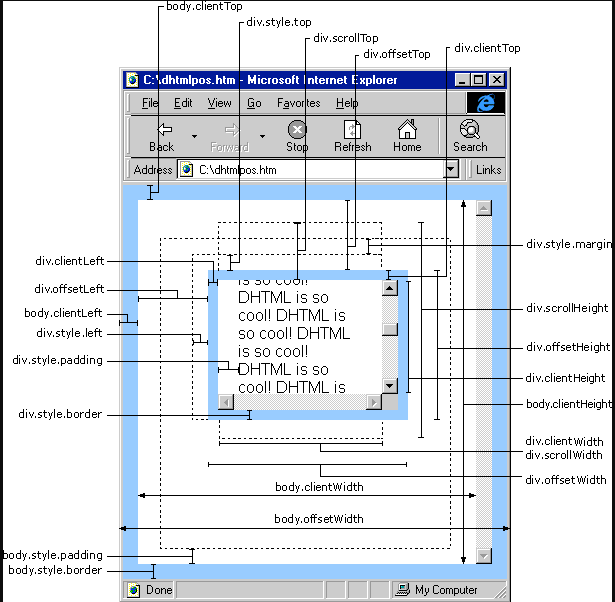 body.clientTop
div.style.top
div.scrollTop
div.offsetTop
div.clientTop
C:\dhtmlpos.htm - Microsoft Internet Explorer
File Edit View Go Favorites Help
Back Forward Stop Refresh Home Search
Address C:\dhtmlpos.htm Links
div.style.margin
div.clientLeft
div.offsetLeft
body.clientLeft
div.style.left
div.style.padding
div.style.border
is so cool!
DHTML is so
cool! DHTML is
so cool! DHTML
is so cool!
DHTML is so
cool! DHTML is
div.scrollHeight
div.offsetHeight
div.clientHeight
body.clientHeight
div.clientWidth
div.scrollWidth
div.offsetWidth
body.clientWidth
body.offsetWidth
body.style.padding
body.style.border
Done My Computer